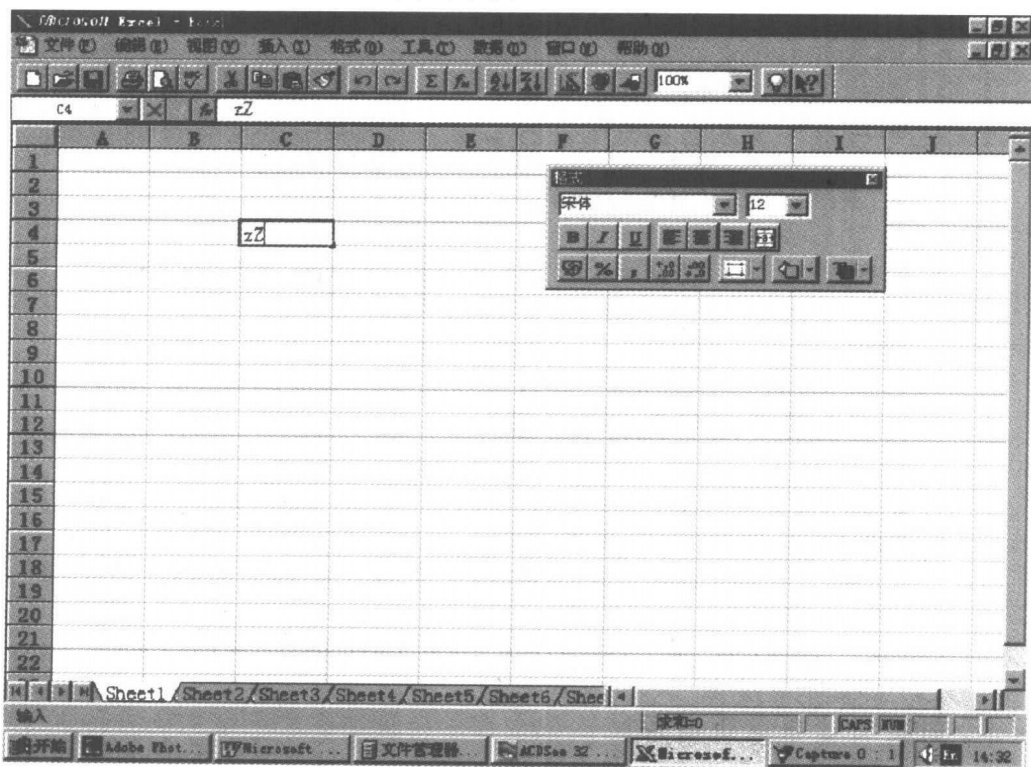 Microsoft Excel -
文件(F) 编辑(E) 视图(V) 插入(I) 格式(O) 工具(T) 数据(D) 窗口(W) 帮助(H)
Σ 100%
C4 zZ
A B C D E F G H I J
1
2
格式
3
宋体 12
4 zZ
B I U
5
% ,
6
7
8
9
10
11
12
13
14
15
16
17
18
19
20
21
22
Sheet1 Sheet2 Sheet3 Sheet4 Sheet5 Sheet6 Shee
输入 求和=0 CAPS NUM
开始 Adobe Phot... Microsoft ... 文件管理器... ACDSee 32 ... Microsof... Capture 0 : 1 14:32